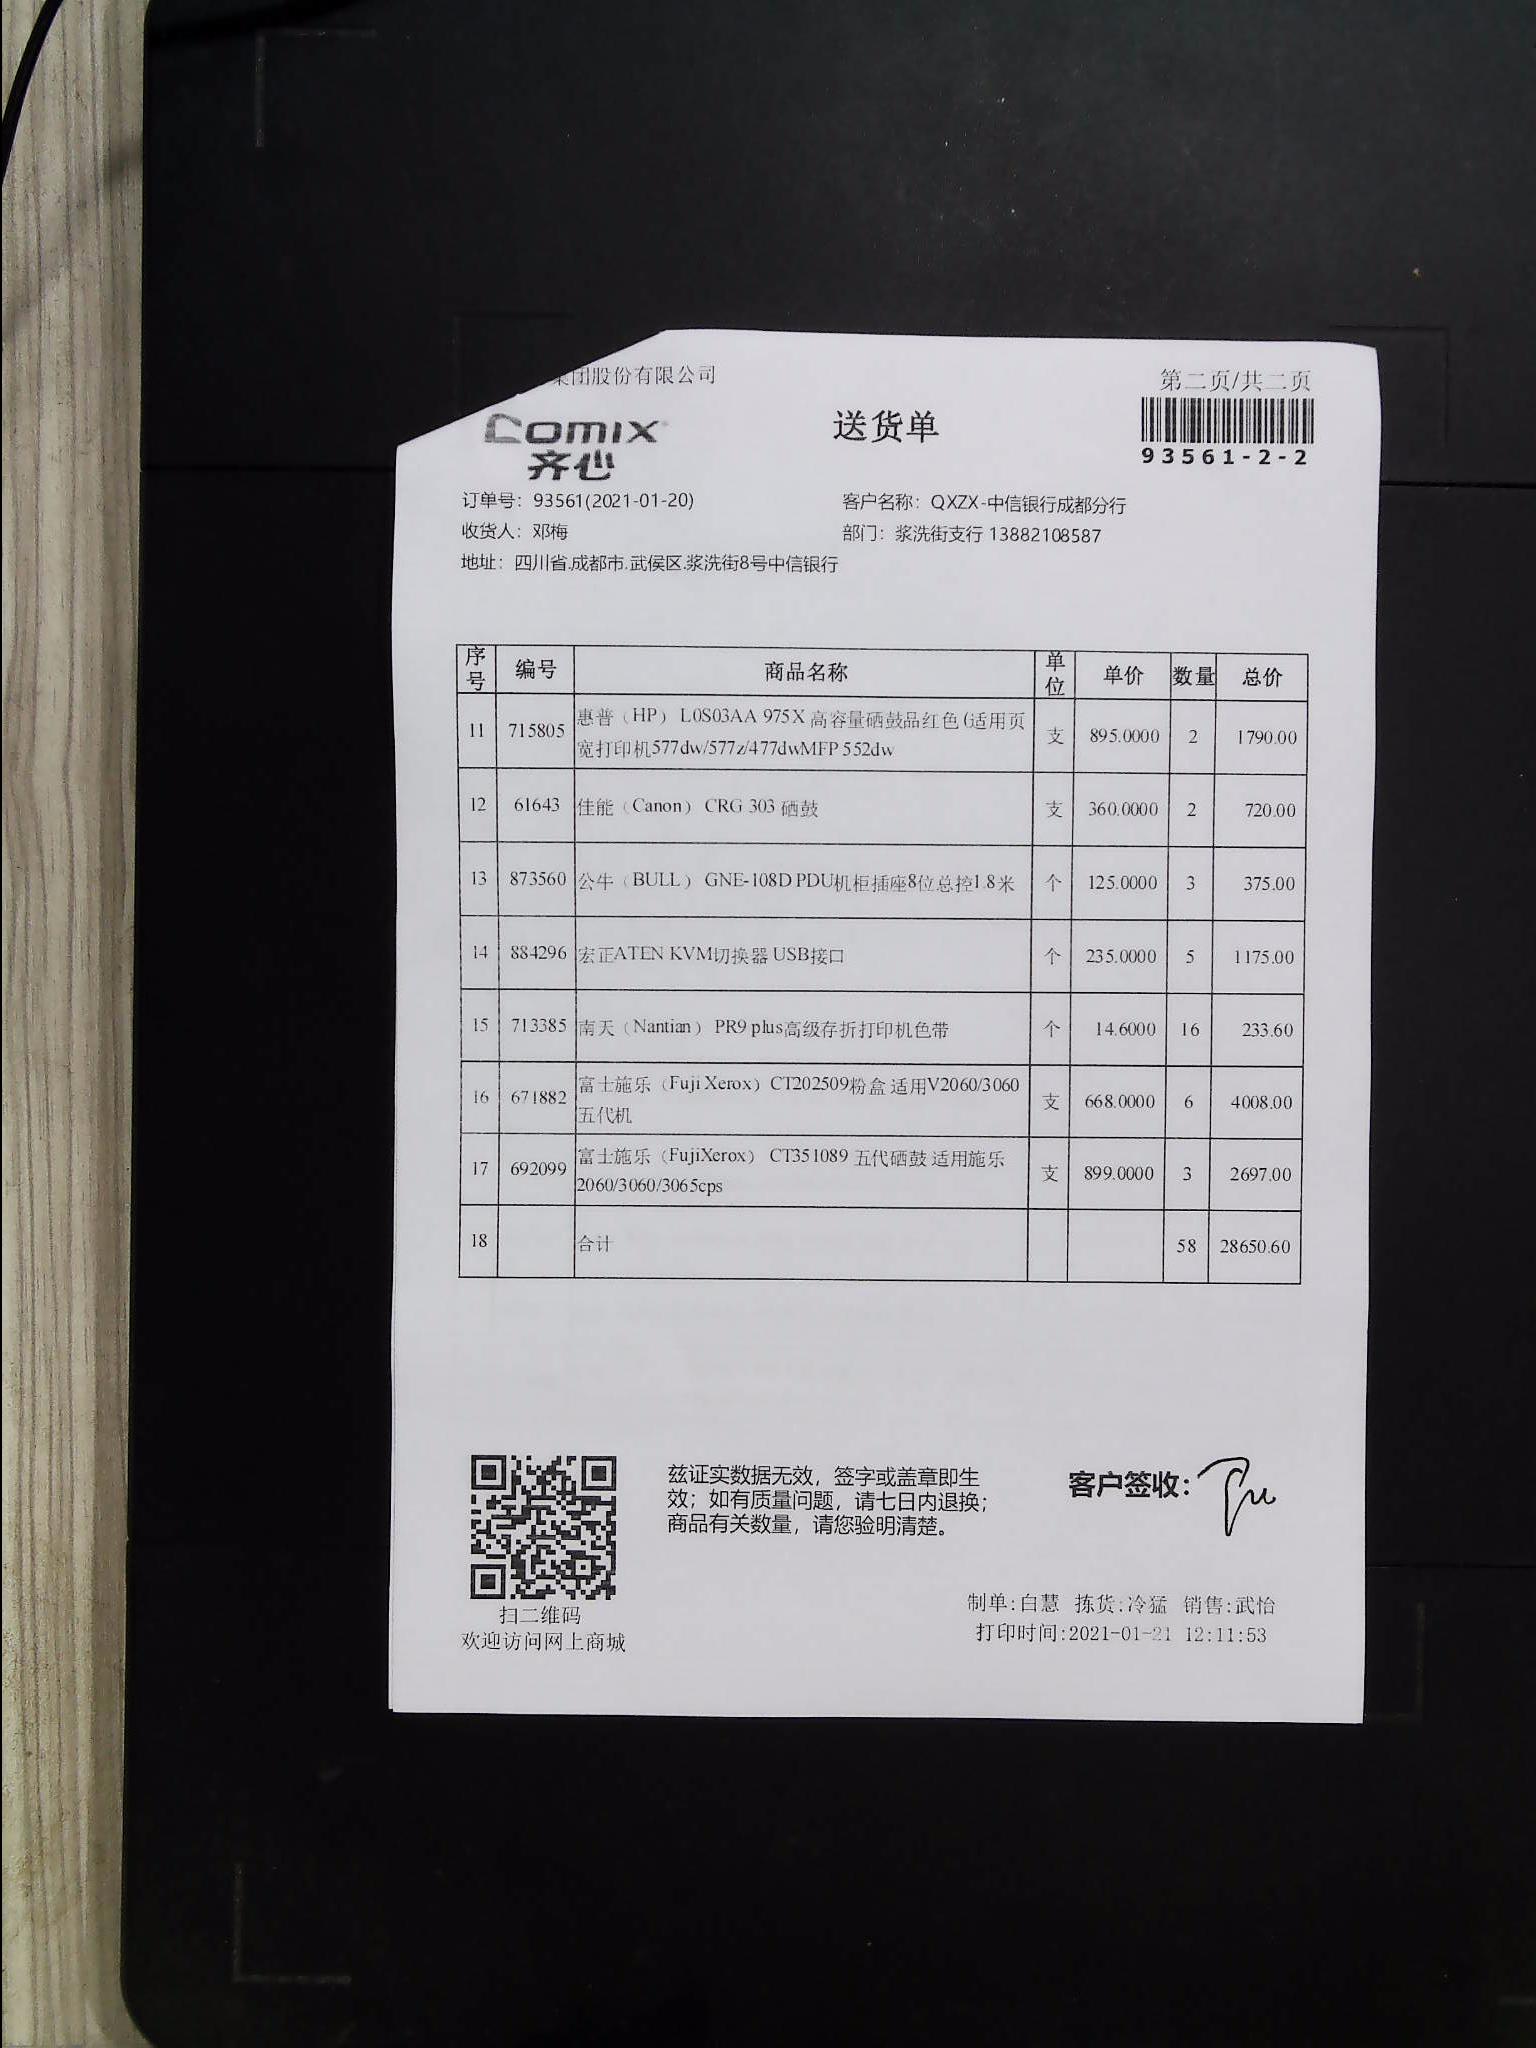 集团股份有限公司
第二页/共二页
comix
齐心
送货单
93561-2-2
订单号：93561(2021-01-20)
客户名称：QXZX-中信银行成都分行
收货人：邓梅
部门：浆洗街支行 13882108587
地址：四川省.成都市.武侯区.浆洗街8号中信银行
序号 编号 商品名称 单位 单价 数量 总价
11 715805 惠普（HP） L0S03AA 975X 高容量硒鼓品红色 (适用页宽打印机577dw/577z/477dwMFP 552dw 支 895.0000 2 1790.00
12 61643 佳能（Canon） CRG 303 硒鼓 支 360.0000 2 720.00
13 873560 公牛（BULL） GNE-108D PDU机柜插座8位总控1.8米 个 125.0000 3 375.00
14 884296 宏正ATEN KVM切换器 USB接口 个 235.0000 5 1175.00
15 713385 南天（Nantian） PR9 plus高级存折打印机色带 个 14.6000 16 233.60
16 671882 富士施乐（Fuji Xerox）CT202509粉盒 适用V2060/3060 五代机 支 668.0000 6 4008.00
17 692099 富士施乐（FujiXerox） CT351089 五代硒鼓 适用施乐2060/3060/3065cps 支 899.0000 3 2697.00
18 合计 58 28650.60
兹证实数据无效，签字或盖章即生
效；如有质量问题，请七日内退换；
商品有关数量，请您验明清楚。
客户签收：
扫二维码
欢迎访问网上商城
制单:白慧 拣货:冷猛 销售:武怡
打印时间:2021-01-21 12:11:53